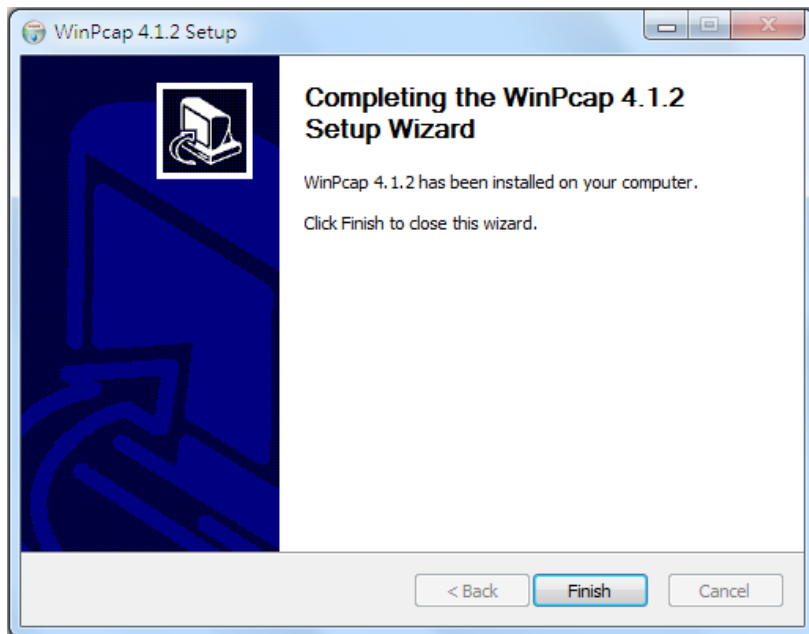 WinPcap 4.1.2 Setup
Completing the WinPcap 4.1.2
Setup Wizard
WinPcap 4.1.2 has been installed on your computer.
Click Finish to close this wizard.
< Back
Finish
Cancel